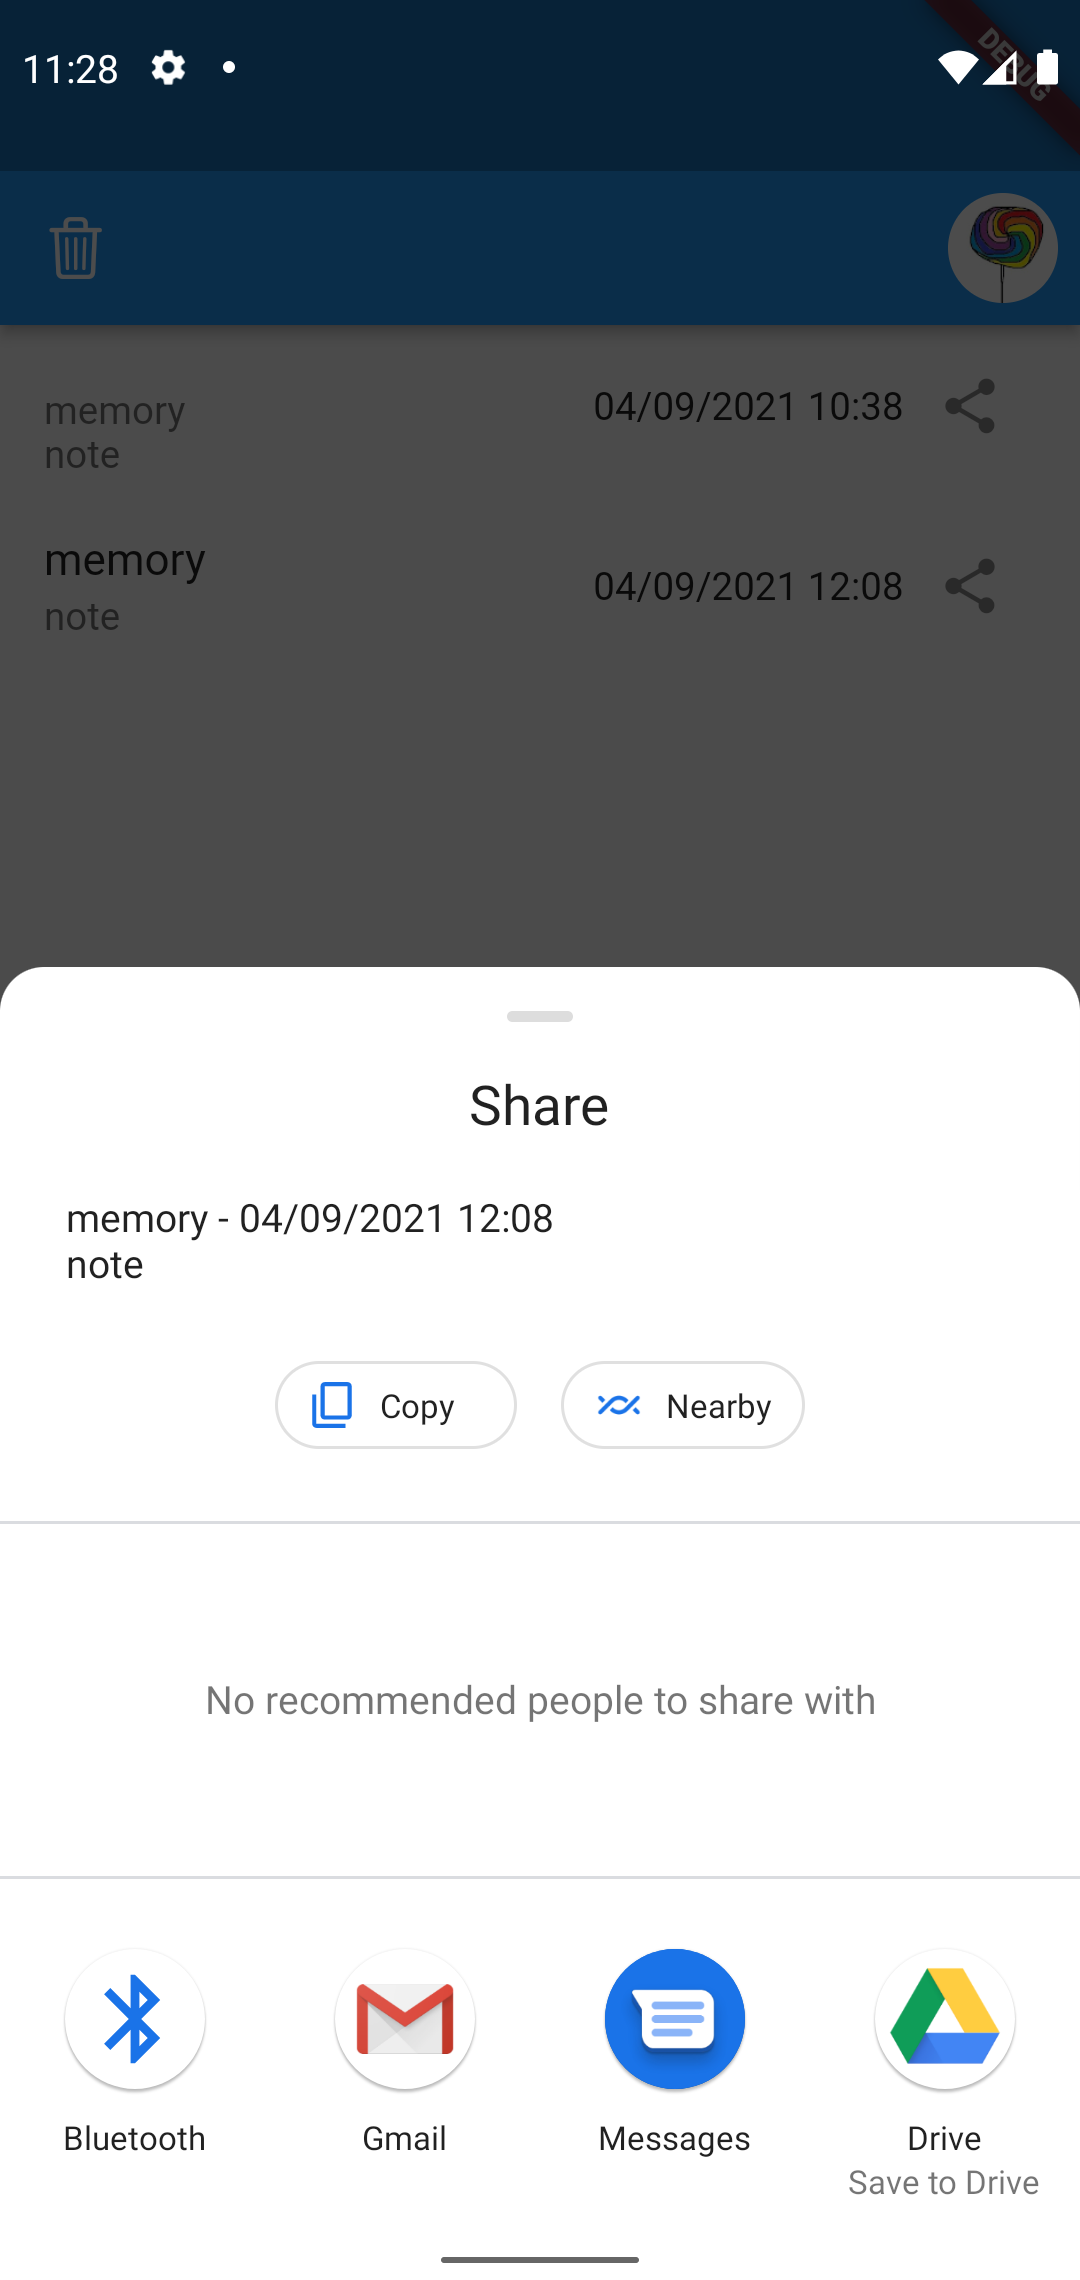 11:28
DEBUG
memory
note
04/09/2021 10:38
memory
note
04/09/2021 12:08
Share
memory - 04/09/2021 12:08
note
Copy
Nearby
No recommended people to share with
Bluetooth
Gmail
Messages
Drive
Save to Drive